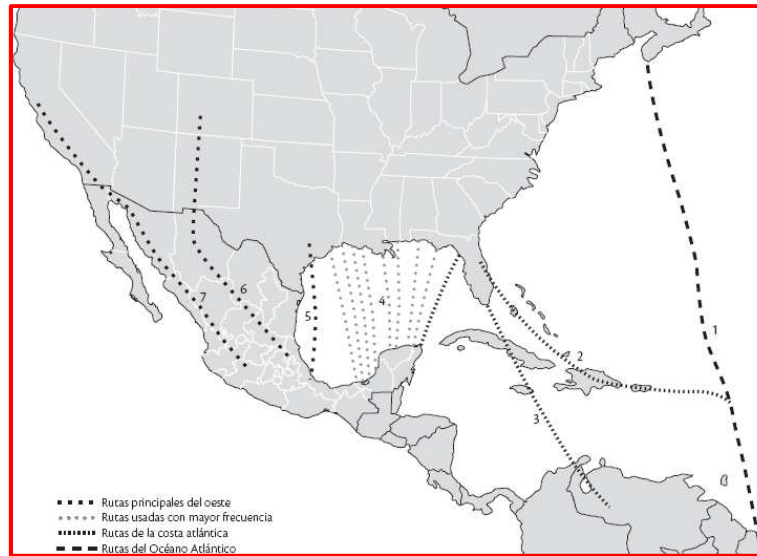 1
2
3
4
5
6
7
Rutas principales del oeste
Rutas usadas con mayor frecuencia
Rutas de la costa atlántica
Rutas del Océano Atlántico